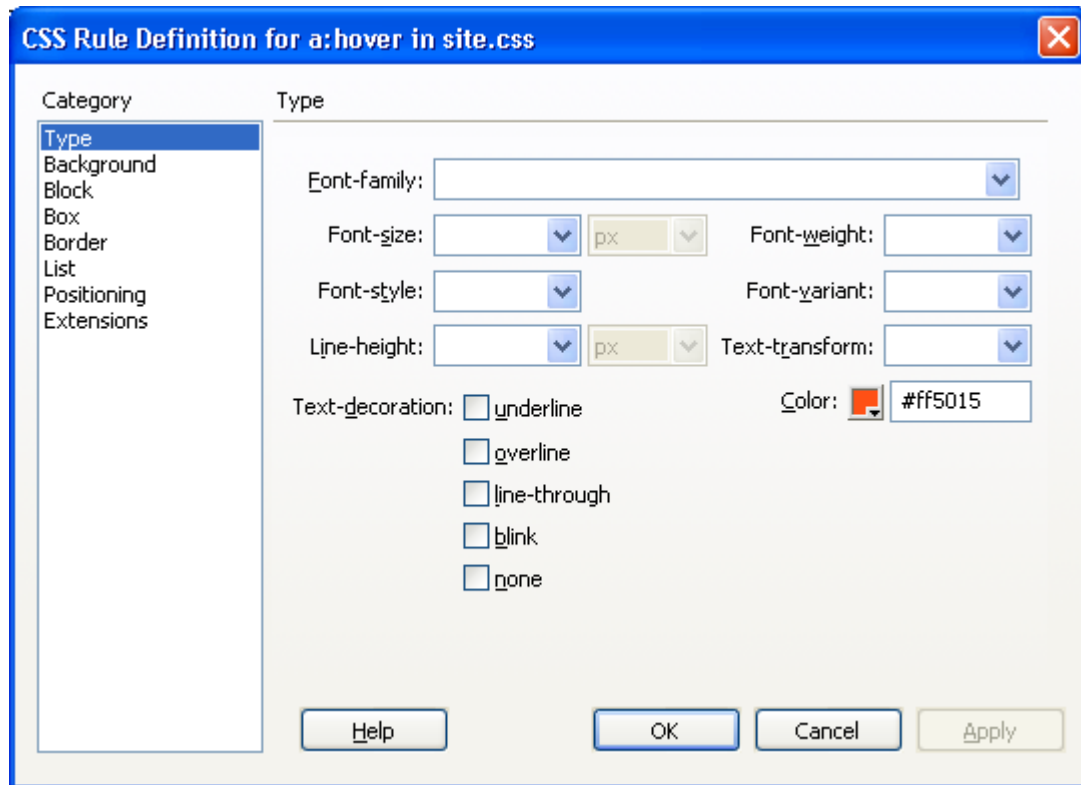 CSS Rule Definition for a:hover in site.css
Category
Type
Type
Background
Block
Box
Border
List
Positioning
Extensions
Font-family:
Font-size: px Font-weight:
Font-style: Font-variant:
Line-height: px Text-transform:
Text-decoration: underline Color: #ff5015
overline
line-through
blink
none
Help OK Cancel Apply